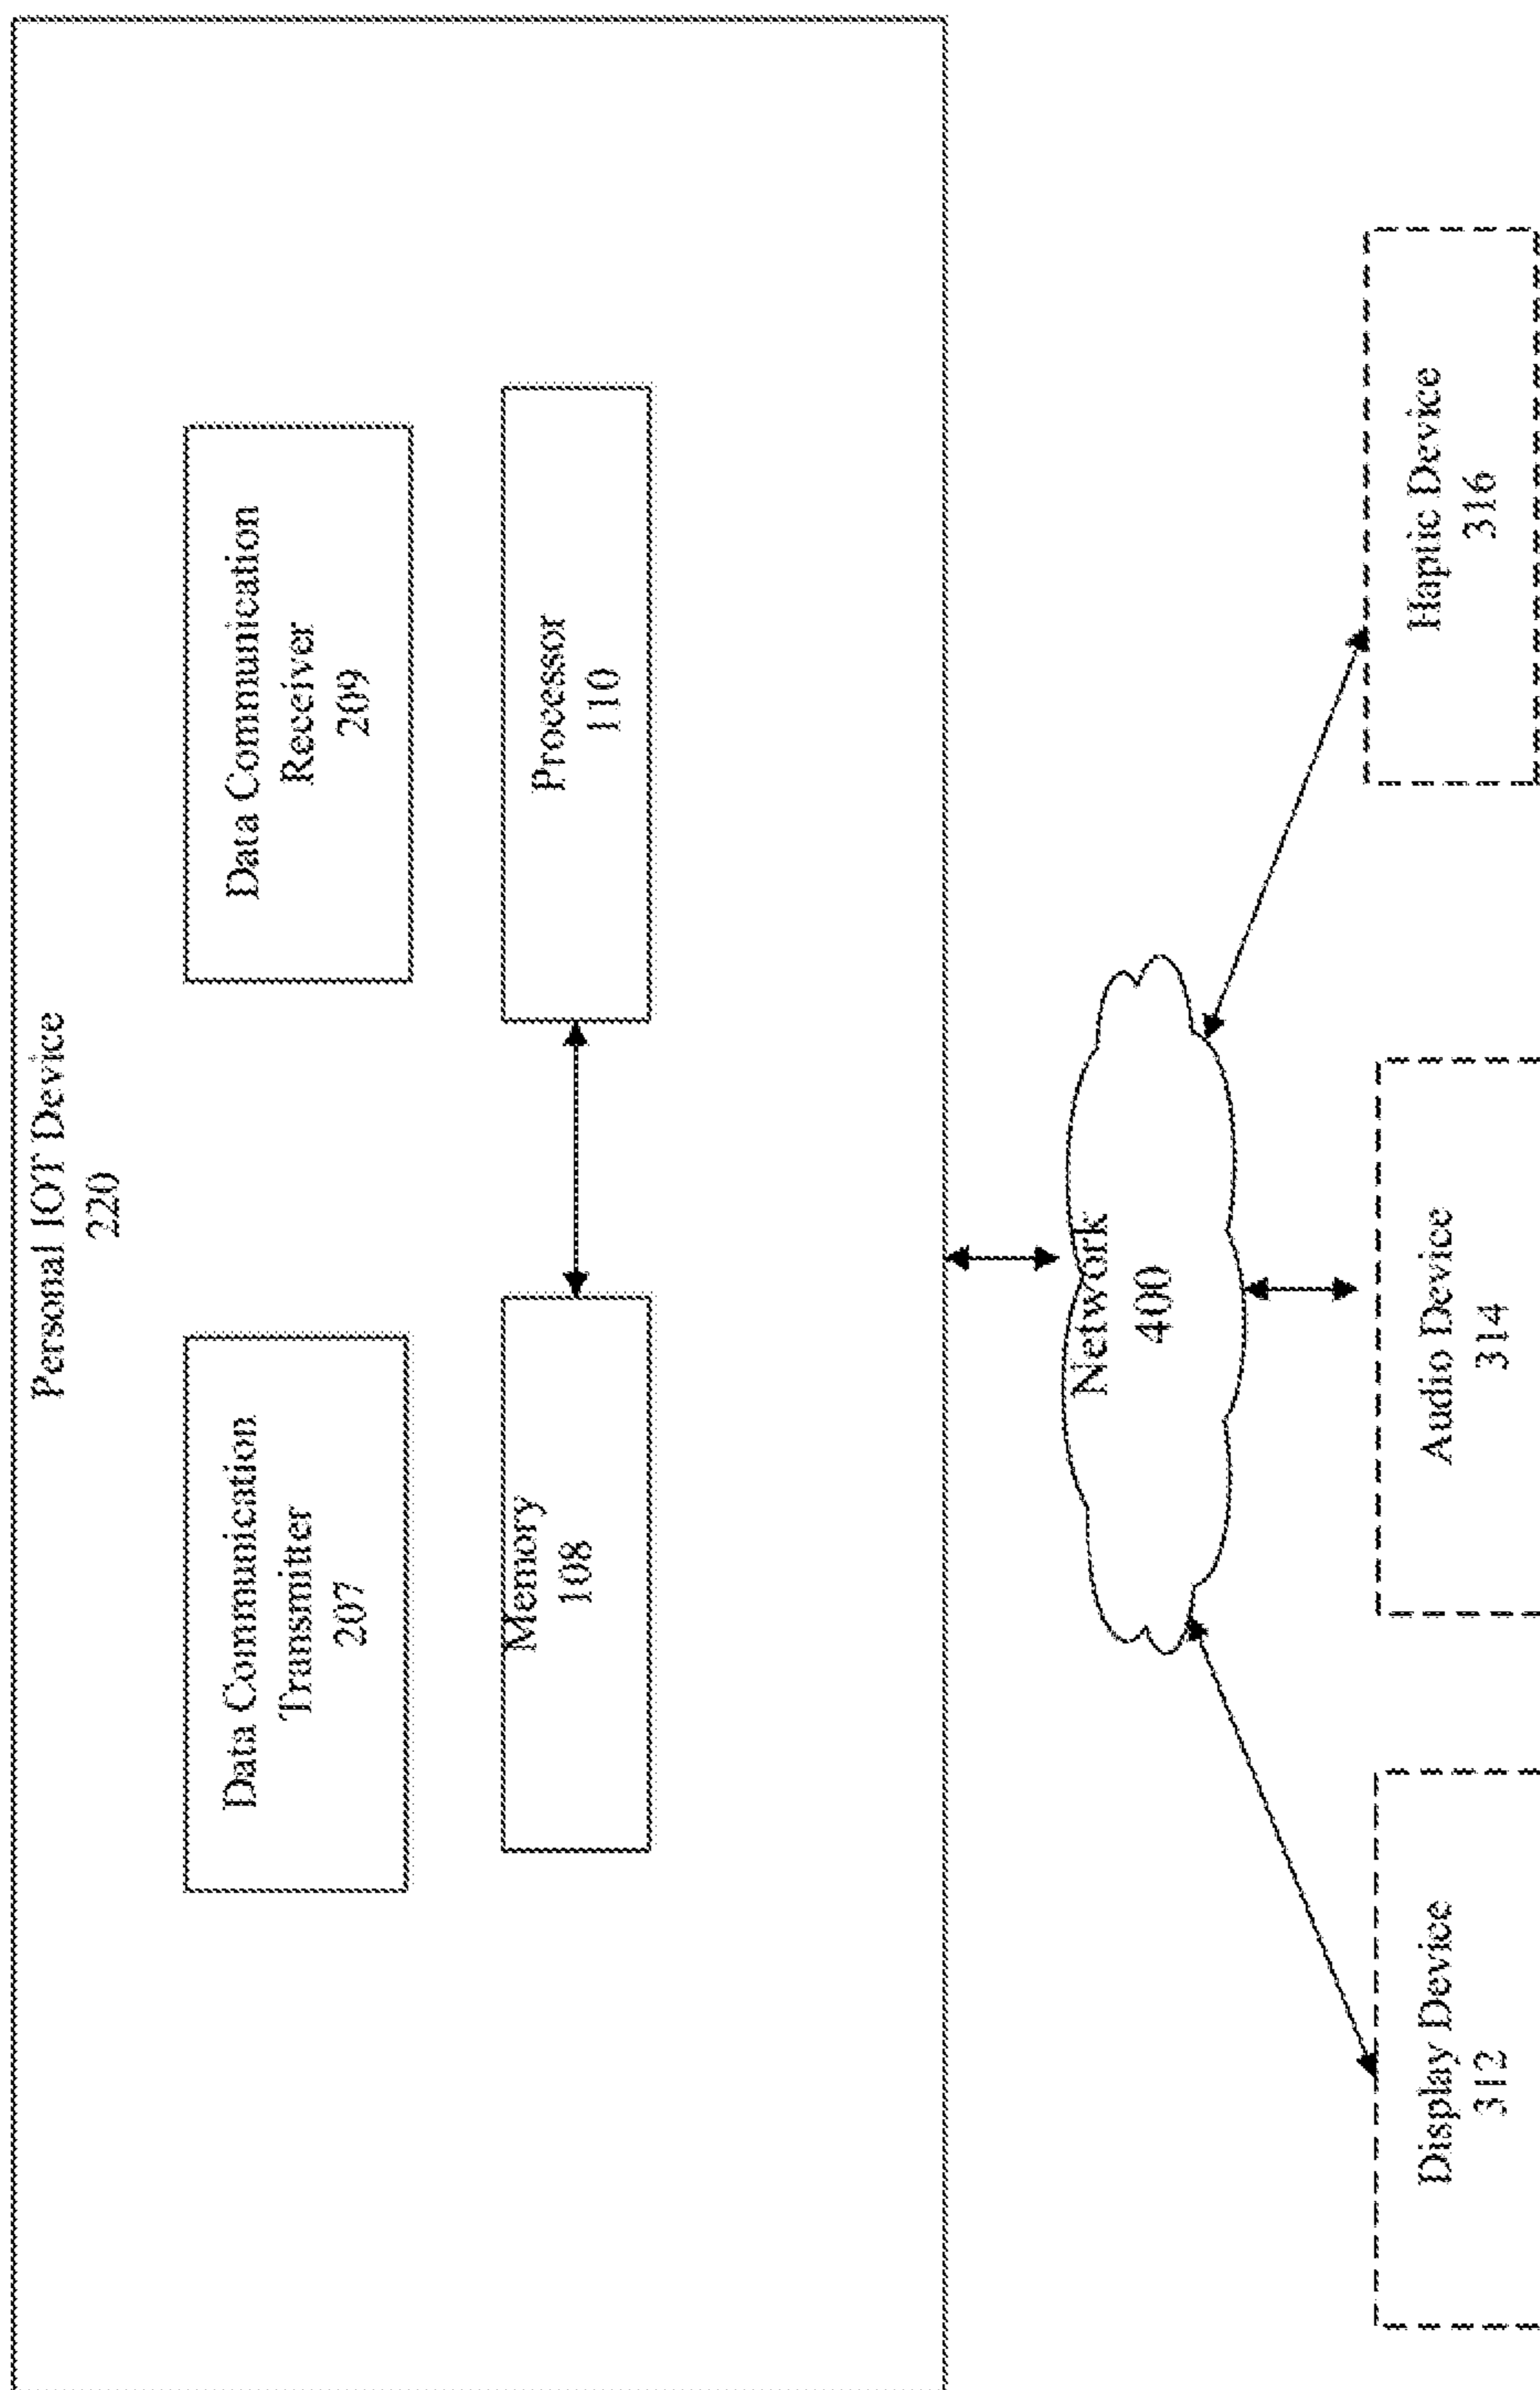 Personal IOT Device
220
Data Communication
Transmitter
207
Data Communication
Receiver
209
Memory
108
Processor
110
Network
400
Display Device
312
Audio Device
314
Haptic Device
316